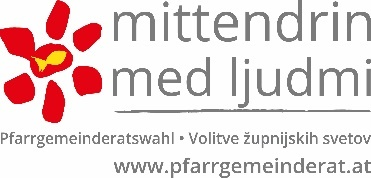 mittendrin
med ljudmi
Pfarrgemeinderatswahl • Volitve župnijskih svetov
www.pfarrgemeinderat.at